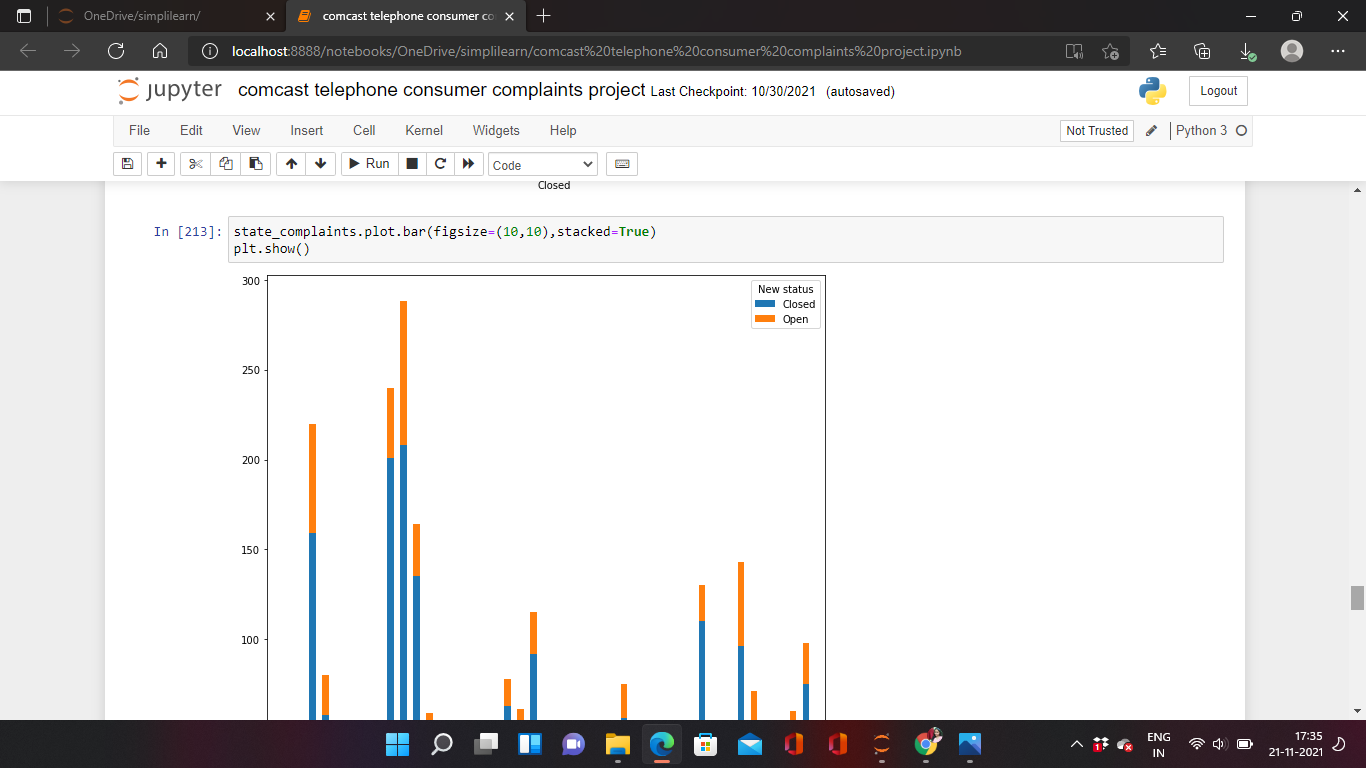 OneDrive/simplilearn/
comcast telephone consumer co
localhost:8888/notebooks/OneDrive/simplilearn/comcast%20telephone%20consumer%20complaints%20project.ipynb
jupyter comcast telephone consumer complaints project Last Checkpoint: 10/30/2021 (autosaved)
Logout
File Edit View Insert Cell Kernel Widgets Help
Not Trusted
Python 3
Run
Code
Closed
In [213]: state_complaints.plot.bar(figsize=(10,10),stacked=True)
plt.show()
300
250
200
150
100
New status
Closed
Open
1
ENG
IN
17:35
21-11-2021